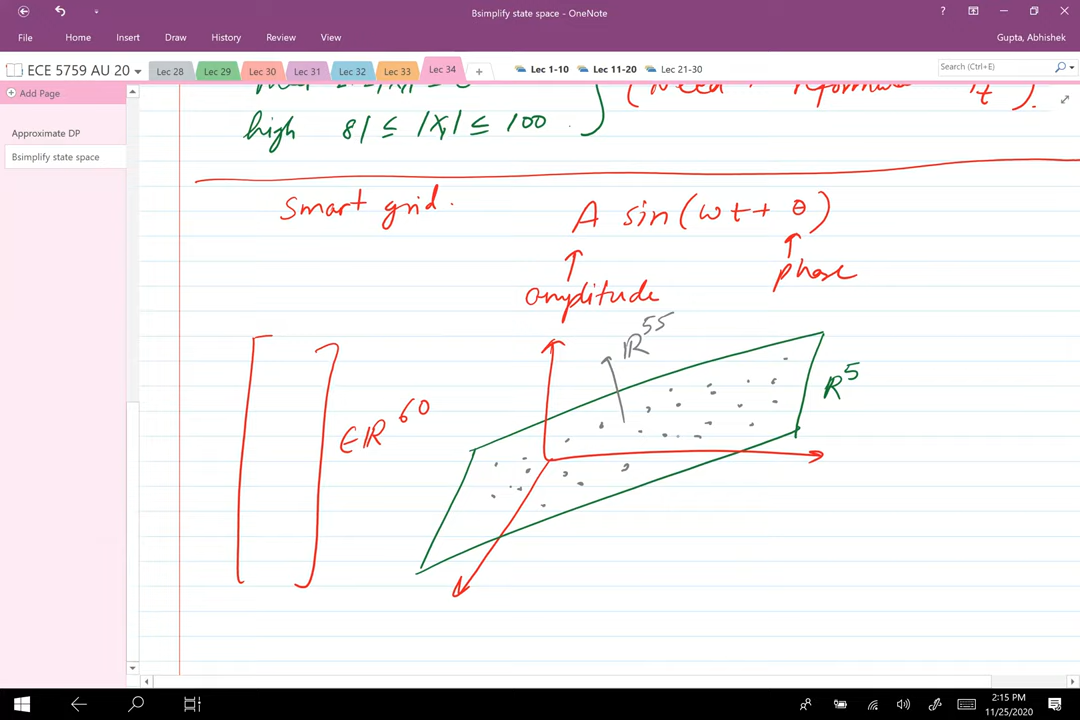 Bsimplify state space - OneNote
Gupta, Abhishek
File Home Insert Draw History Review View
ECE 5759 AU 20 Lec 28 Lec 29 Lec 30 Lec 31 Lec 32 Lec 33 Lec 34 Lec 1-10 Lec 11-20 Lec 21-30 Search (Ctrl+E)
Add Page
Approximate DP
Bsimplify state space
high 81 ≤ |X₁| ≤ 100
Smart grid.
A sin(ωt + θ)
phase
amplitude
ℝ^55
ℝ^5
∈ℝ^60
2:15 PM
11/25/2020